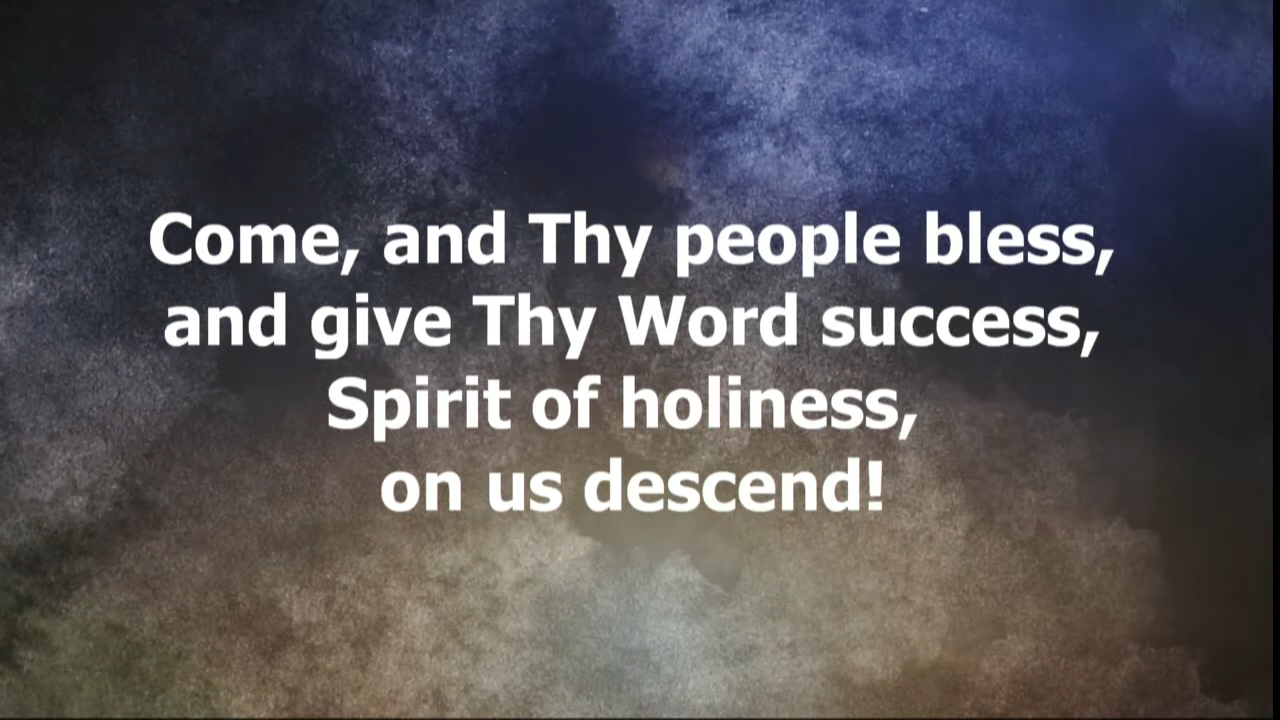 Come, and Thy people bless,
and give Thy Word success,
Spirit of holiness,
on us descend!